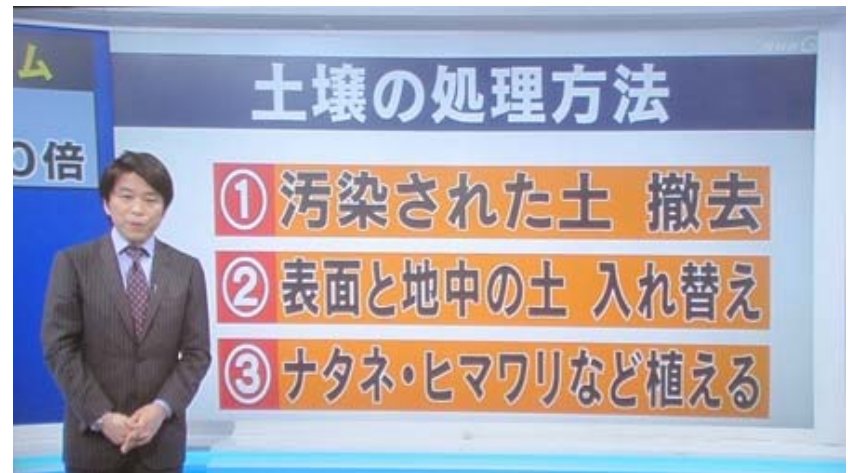 ム
0倍
NHK G
土壌の処理方法
①汚染された土 撤去
②表面と地中の土 入れ替え
③ナタネ・ヒマワリなど植える